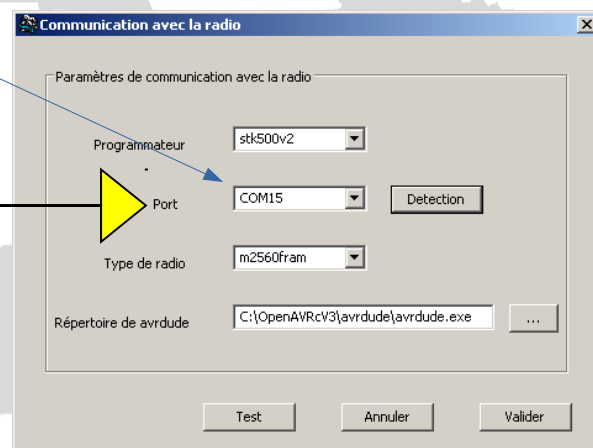 Communication avec la radio
Paramètres de communication avec la radio
Programmateur
stk500v2
Port
COM15
Detection
Type de radio
m2560fram
Répertoire de avrdude
C:\OpenAVRcV3\avrdude\avrdude.exe
...
Test
Annuler
Valider